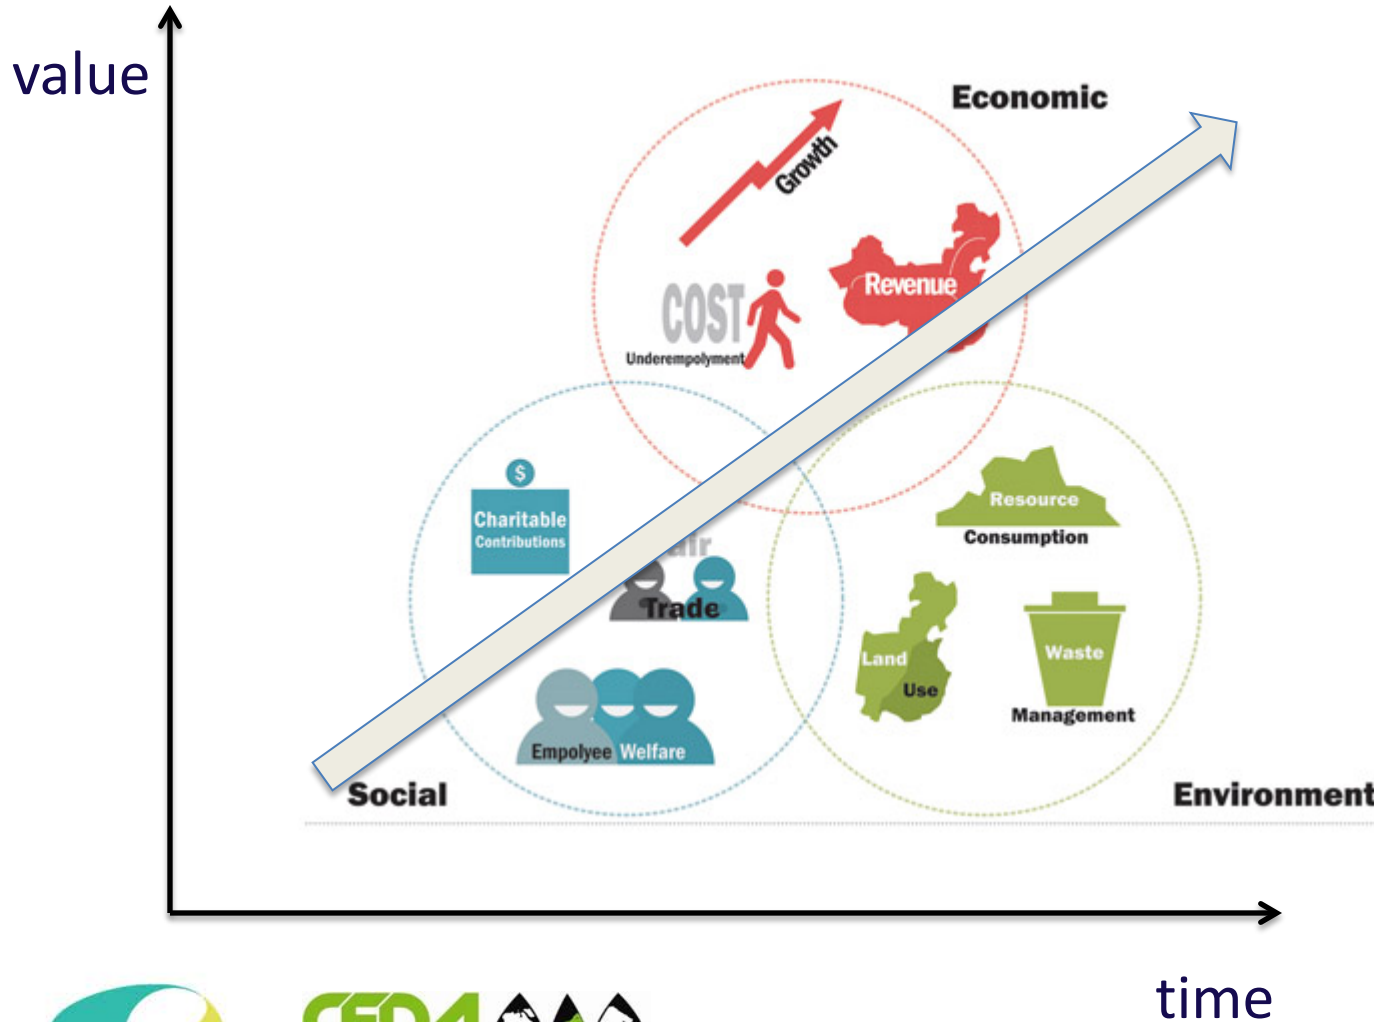 value
Economic
Growth
Revenue
COST
Underempolyment
$
Charitable
Contributions
Resource
Consumption
Trade
Land
Use
Waste
Management
Empolyee Welfare
Social
Environment
time